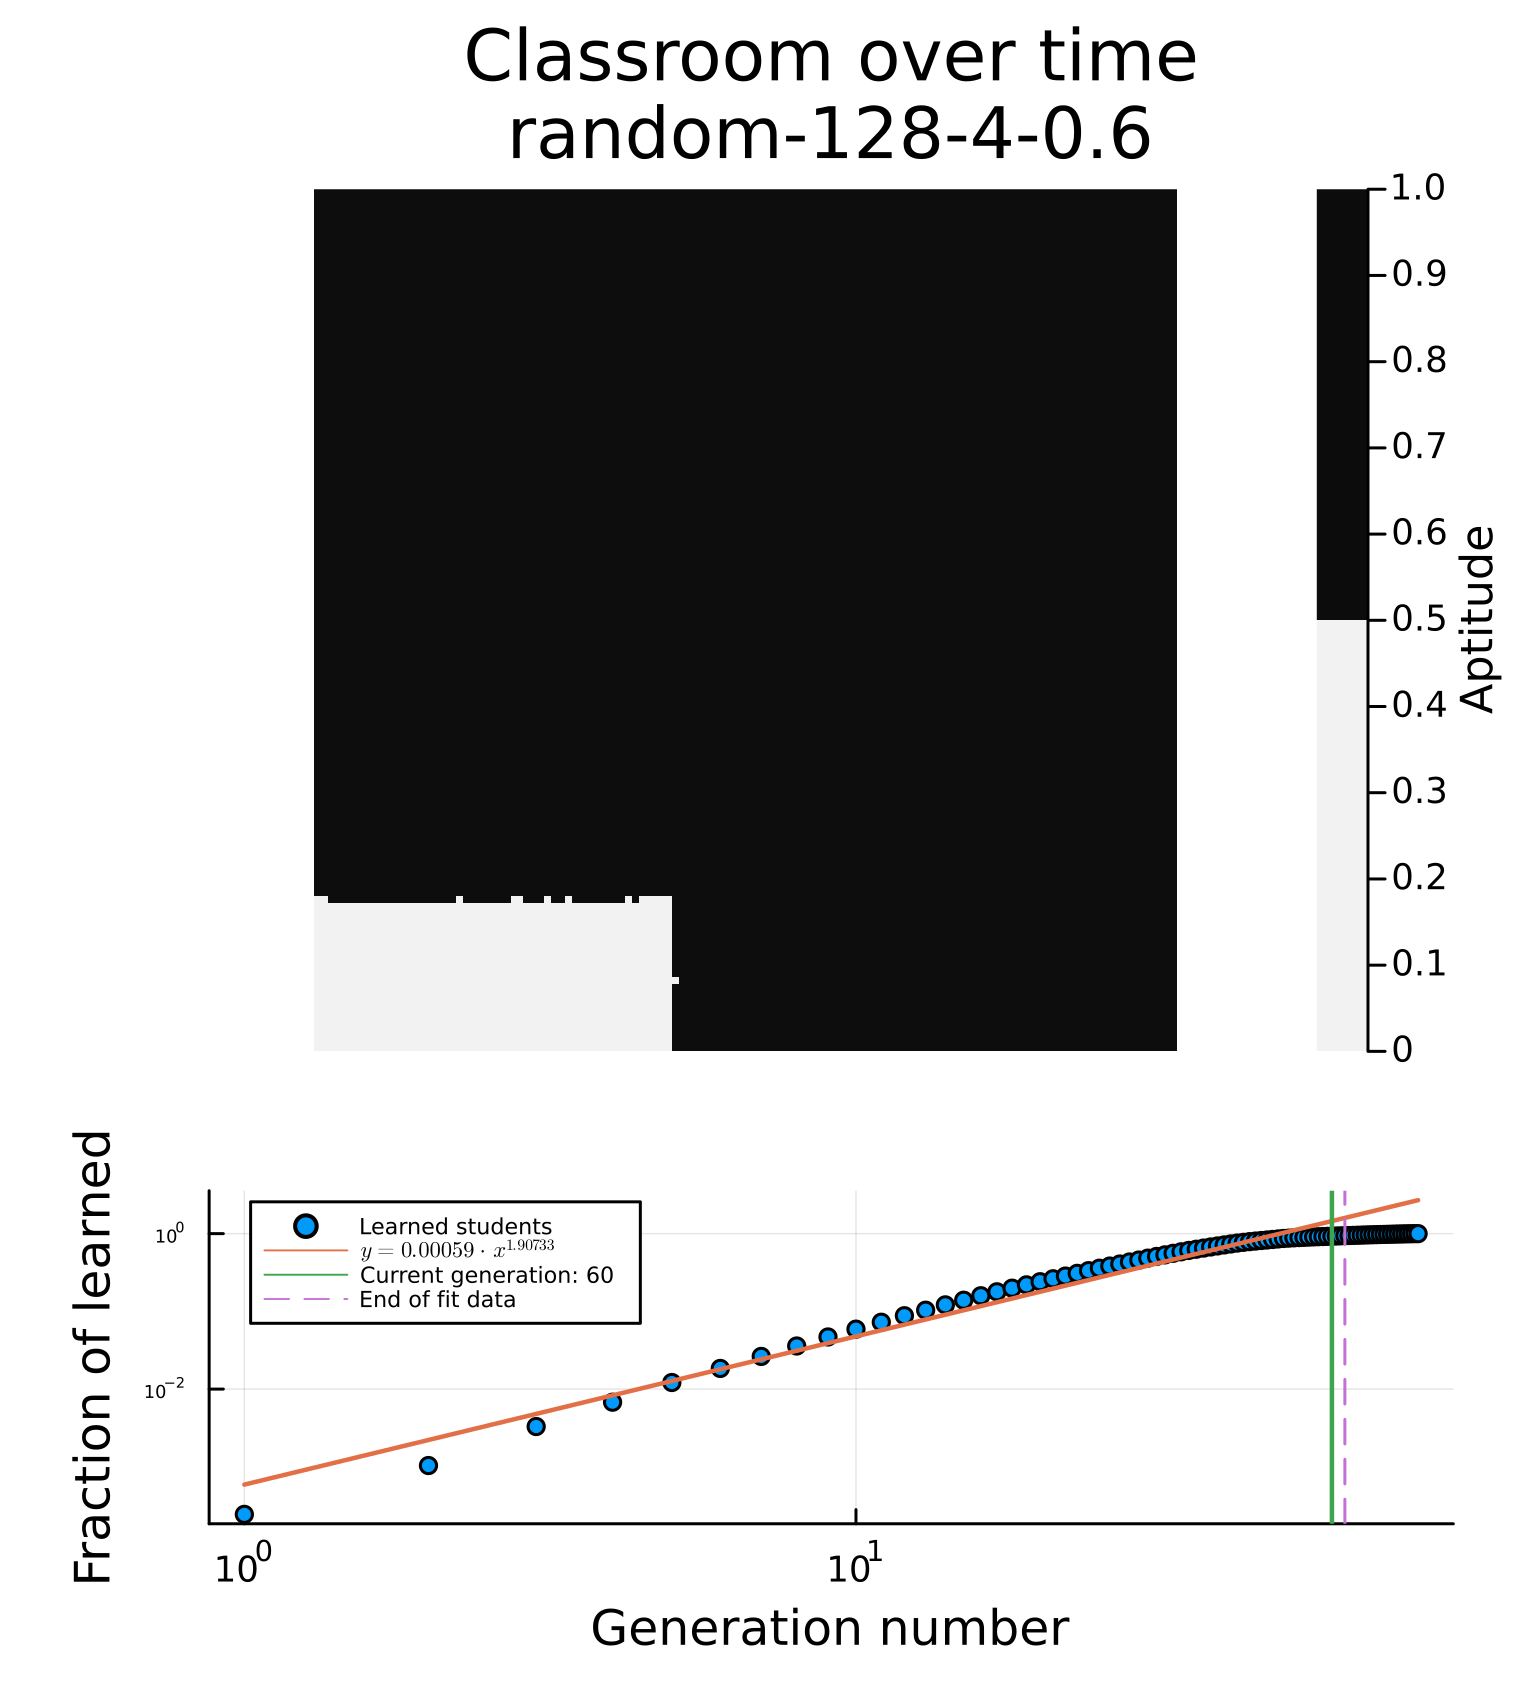 Classroom over time
random-128-4-0.6
1.0
0.9
0.8
0.7
0.6
0.5
0.4
0.3
0.2
0.1
0
Aptitude
Fraction of learned
10⁰
10⁻²
Learned students
y = 0.00059 · x^1.90733
Current generation: 60
End of fit data
10⁰
10¹
Generation number